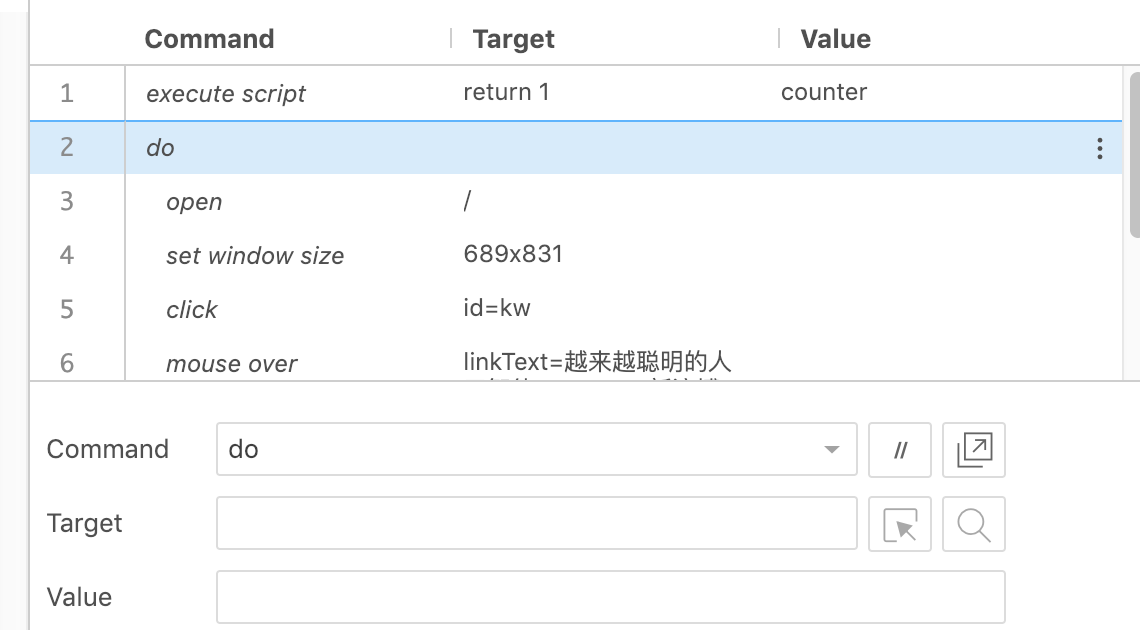 Command Target Value
1 execute script return 1 counter
2 do
3 open /
4 set window size 689x831
5 click id=kw
6 mouse over linkText=越来越聪明的人
Command do //
Target
Value